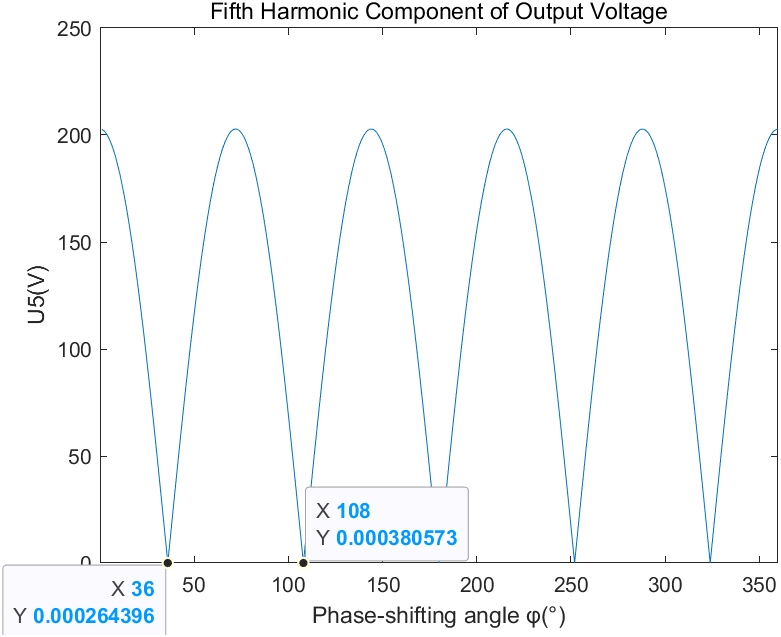 Fifth Harmonic Component of Output Voltage
250
200
150
100
50
0
U5(V)
X 108
Y 0.000380573
X 36
Y 0.000264396
50 100 150 200 250 300 350
Phase-shifting angle φ(°)